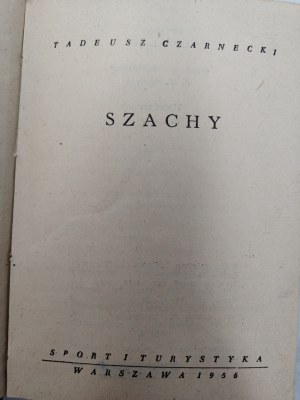 TADEUSZ CZARNECKI
SZACHY
SPORT I TURYSTYKA
WARSZAWA 1956